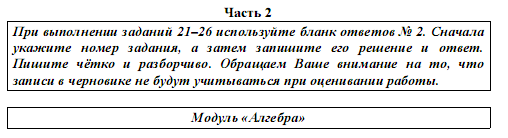 Часть 2
При выполнении заданий 21–26 используйте бланк ответов № 2. Сначала
укажите номер задания, а затем запишите его решение и ответ.
Пишите чётко и разборчиво. Обращаем Ваше внимание на то, что
записи в черновике не будут учитываться при оценивании работы.
Модуль «Алгебра»